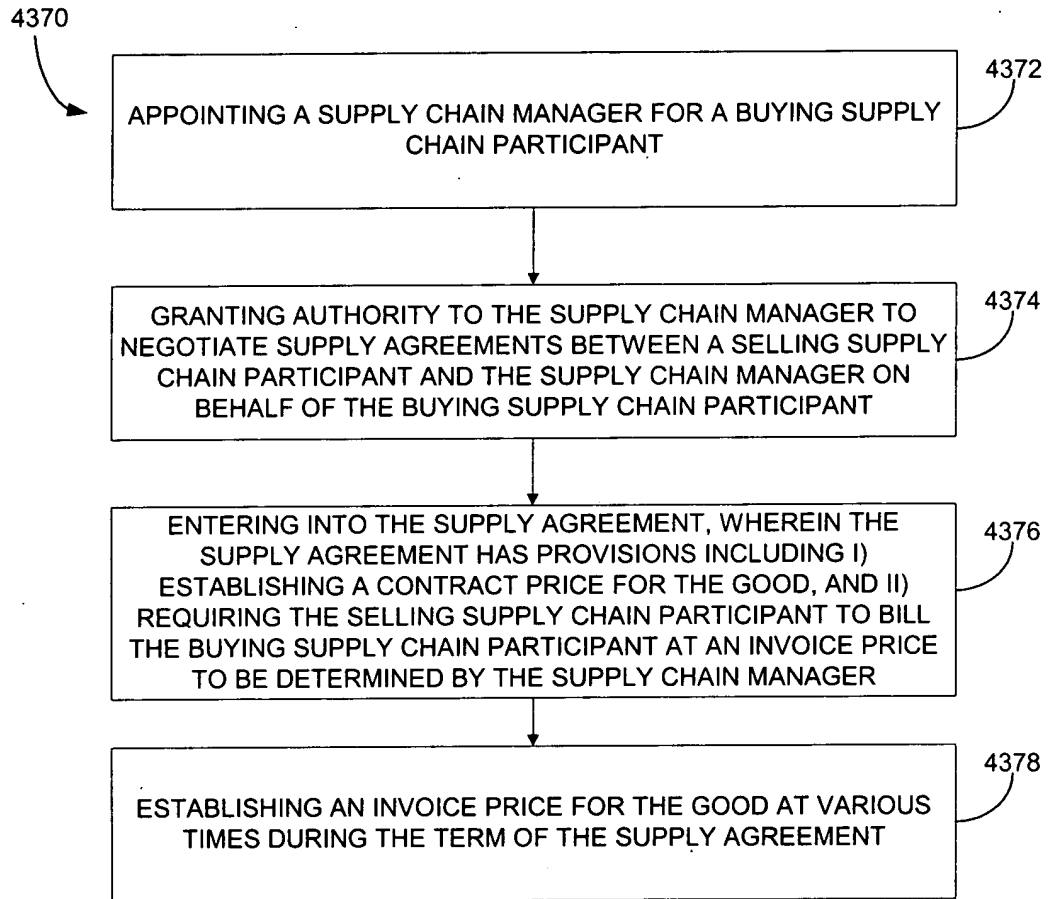 4370
4372
APPOINTING A SUPPLY CHAIN MANAGER FOR A BUYING SUPPLY
CHAIN PARTICIPANT
4374
GRANTING AUTHORITY TO THE SUPPLY CHAIN MANAGER TO
NEGOTIATE SUPPLY AGREEMENTS BETWEEN A SELLING SUPPLY
CHAIN PARTICIPANT AND THE SUPPLY CHAIN MANAGER ON
BEHALF OF THE BUYING SUPPLY CHAIN PARTICIPANT
4376
ENTERING INTO THE SUPPLY AGREEMENT, WHEREIN THE
SUPPLY AGREEMENT HAS PROVISIONS INCLUDING I)
ESTABLISHING A CONTRACT PRICE FOR THE GOOD, AND II)
REQUIRING THE SELLING SUPPLY CHAIN PARTICIPANT TO BILL
THE BUYING SUPPLY CHAIN PARTICIPANT AT AN INVOICE PRICE
TO BE DETERMINED BY THE SUPPLY CHAIN MANAGER
4378
ESTABLISHING AN INVOICE PRICE FOR THE GOOD AT VARIOUS
TIMES DURING THE TERM OF THE SUPPLY AGREEMENT